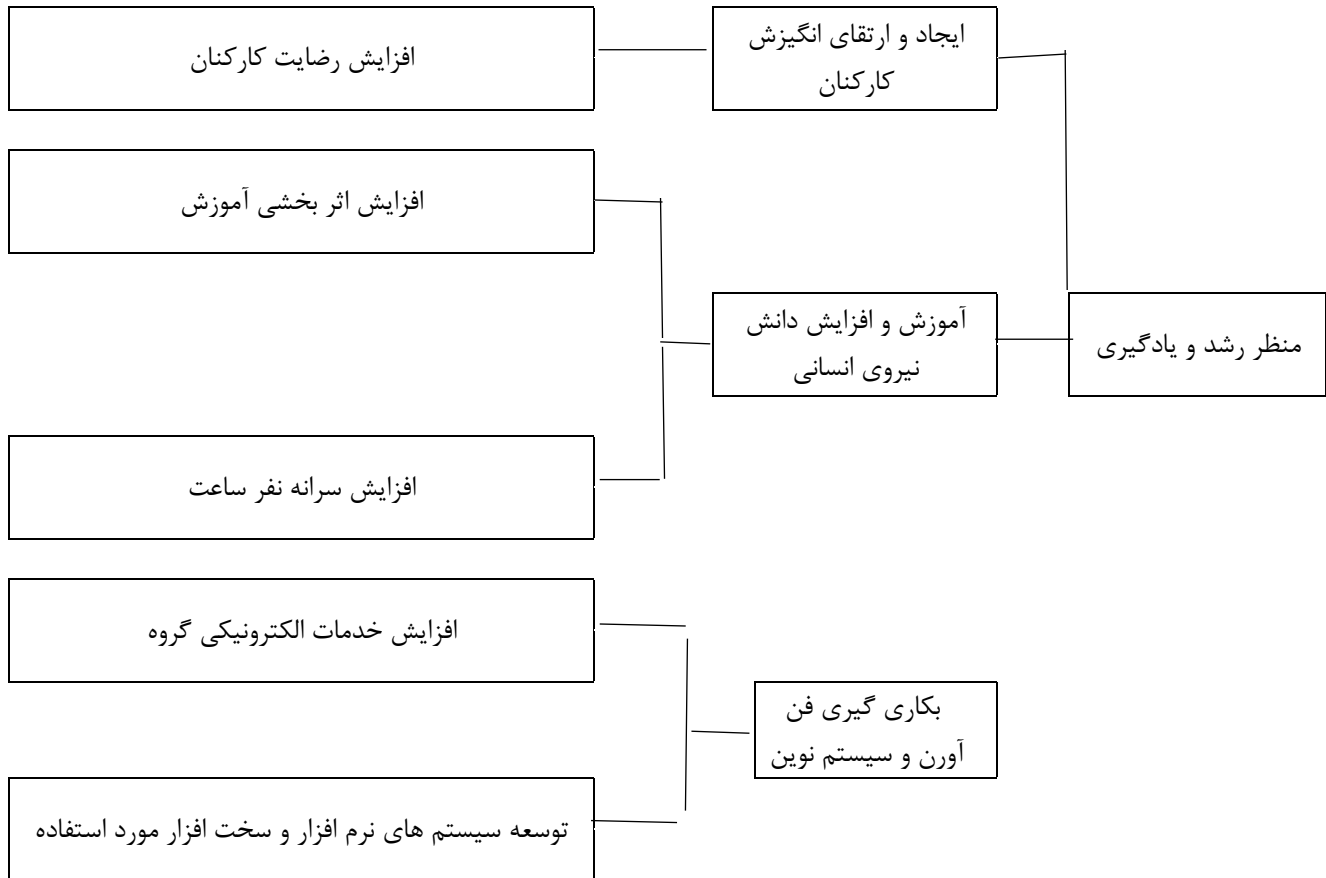 ایجاد و ارتقای انگیزش
کارکنان
افزایش رضایت کارکنان
افزایش اثر بخشی آموزش
منظر رشد و یادگیری
آموزش و افزایش دانش
نیروی انسانی
افزایش سرانه نفر ساعت
افزایش خدمات الکترونیکی گروه
بکاری گیری فن
آورن و سیستم نوین
توسعه سیستم های نرم افزار و سخت افزار مورد استفاده